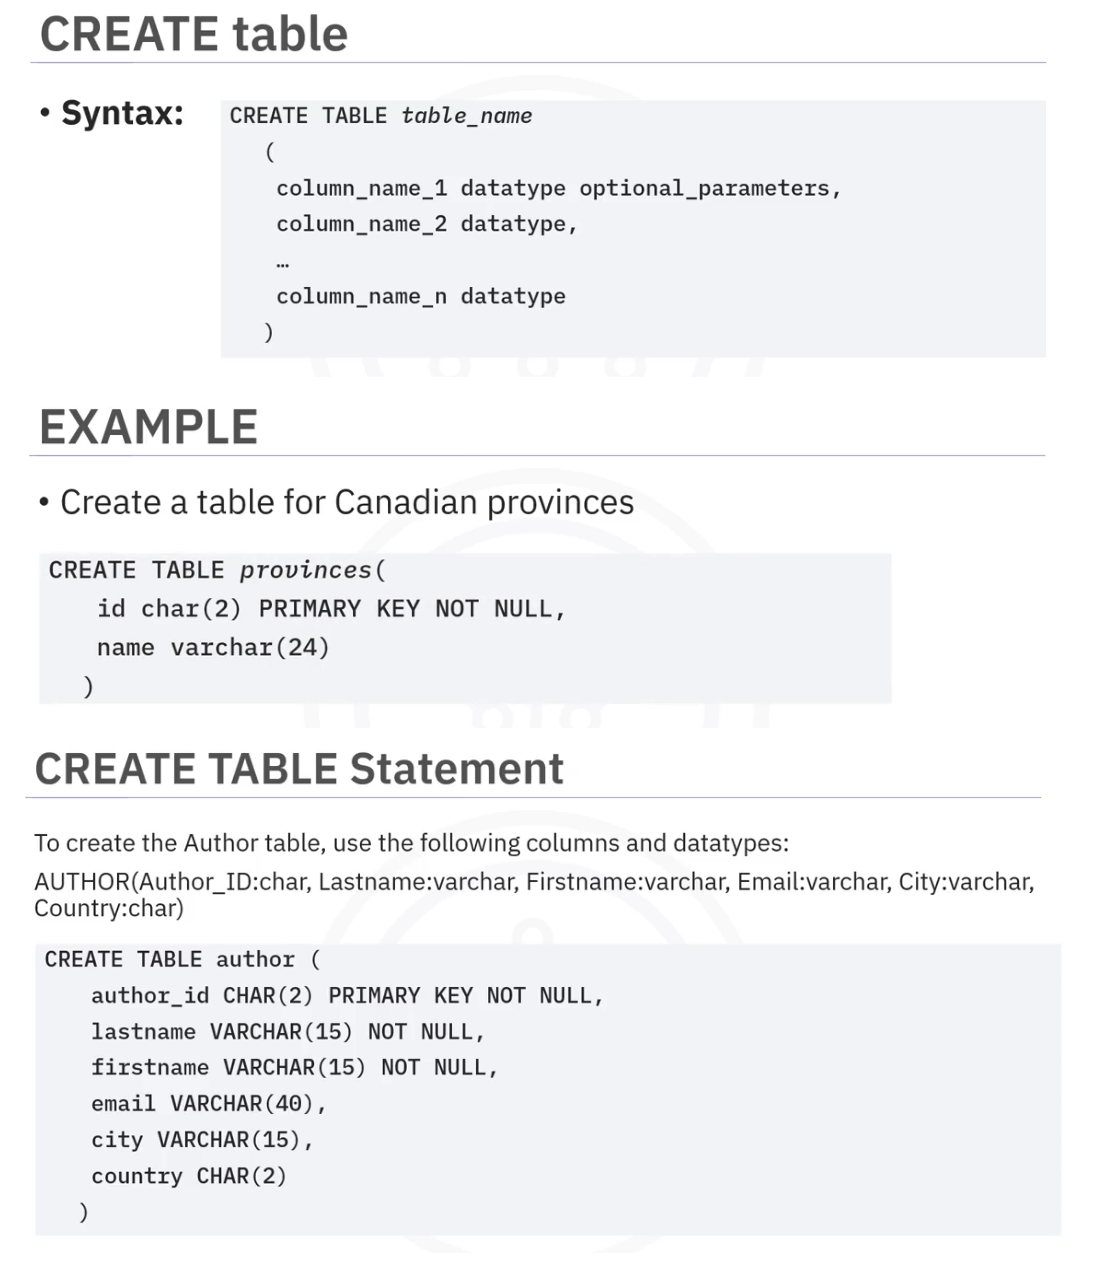 CREATE table
• Syntax:
CREATE TABLE table_name
(
column_name_1 datatype optional_parameters,
column_name_2 datatype,
…
column_name_n datatype
)
EXAMPLE
• Create a table for Canadian provinces
CREATE TABLE provinces(
id char(2) PRIMARY KEY NOT NULL,
name varchar(24)
)
CREATE TABLE Statement
To create the Author table, use the following columns and datatypes:
AUTHOR(Author_ID:char, Lastname:varchar, Firstname:varchar, Email:varchar, City:varchar,
Country:char)
CREATE TABLE author (
author_id CHAR(2) PRIMARY KEY NOT NULL,
lastname VARCHAR(15) NOT NULL,
firstname VARCHAR(15) NOT NULL,
email VARCHAR(40),
city VARCHAR(15),
country CHAR(2)
)